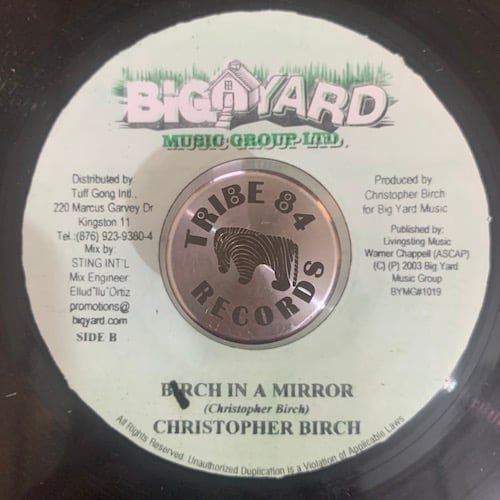 BiG YARD
MUSIC GROUP LTD.
Distributed by:
Tuff Gong Intl.,
220 Marcus Garvey Dr
Kingston 11
Tel.:(876) 923-9380-4
Mix by:
STING INT'L
Mix Engineer
Ellud"Ilu"Ortiz
promotions@
bigyard.com
SIDE B
TRIBE 84
RECORDS
Produced by:
Christopher Birch
for Big Yard Music
Published by:
Livingsting Music
Warner Chappell (ASCAP)
(C) (P) 2003 Big Yard
Music Group
BYMG#1019
BIRCH IN A MIRROR
(Christopher Birch)
CHRISTOPHER BIRCH
All Rights Reserved. Unauthorized Duplication is a Violation of Applicable Laws